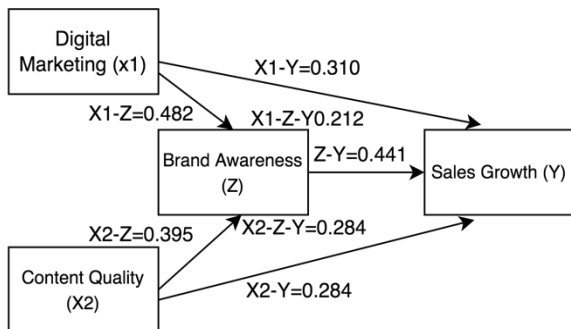 Digital
Marketing (x1)
X1-Y=0.310
X1-Z=0.482
X1-Z-Y0.212
Brand Awareness
(Z)
Z-Y=0.441
Sales Growth (Y)
X2-Z=0.395
X2-Z-Y=0.284
Content Quality
(X2)
X2-Y=0.284